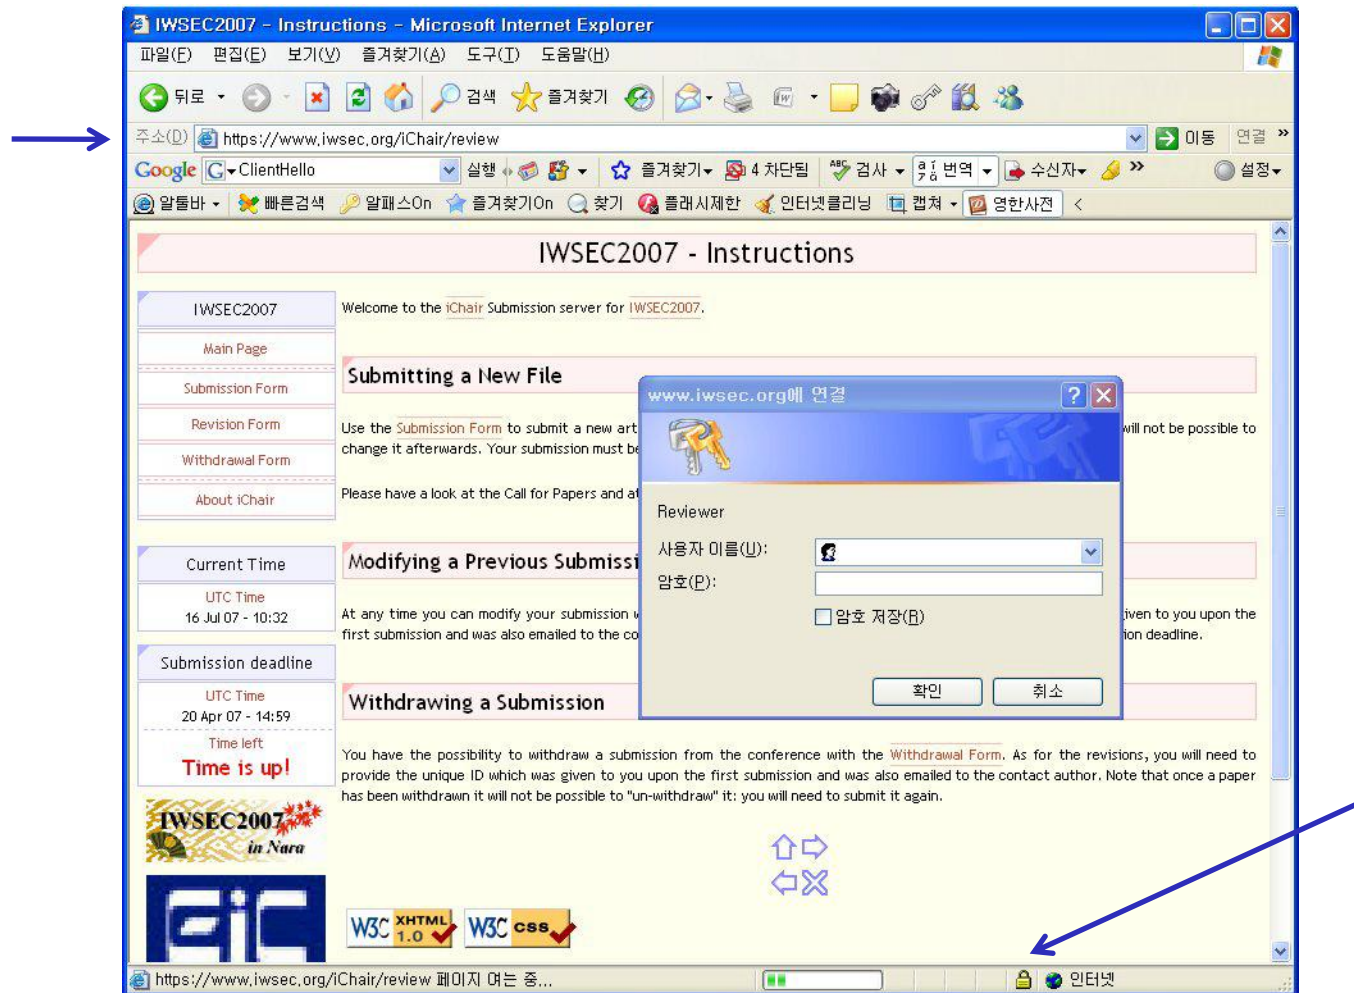 IWSEC2007 - Instructions - Microsoft Internet Explorer
파일(F) 편집(E) 보기(V) 즐겨찾기(A) 도구(T) 도움말(H)
뒤로 검색 즐겨찾기
주소(D) https://www.iwsec.org/iChair/review 이동 연결 »
Google G ClientHello 실행 즐겨찾기 4 차단됨 ABC 검사 번역 수신자 » 설정
알툴바 빠른검색 알패스On 즐겨찾기On 찾기 플래시제한 인터넷클리닝 캡쳐 영한사전
IWSEC2007 - Instructions
IWSEC2007
Main Page
Submission Form
Revision Form
Withdrawal Form
About iChair
Current Time
UTC Time
16 Jul 07 - 10:32
Submission deadline
UTC Time
20 Apr 07 - 14:59
Time left
Time is up!
IWSEC2007
in Nara
Welcome to the iChair Submission server for IWSEC2007.
Submitting a New File
Use the Submission Form to submit a new art will not be possible to
change it afterwards. Your submission must be
Please have a look at the Call for Papers and at
Modifying a Previous Submissi
At any time you can modify your submission iven to you upon the
first submission and was also emailed to the co ion deadline.
Withdrawing a Submission
You have the possibility to withdraw a submission from the conference with the Withdrawal Form. As for the revisions, you will need to
provide the unique ID which was given to you upon the first submission and was also emailed to the contact author. Note that once a paper
has been withdrawn it will not be possible to "un-withdraw" it: you will need to submit it again.
www.iwsec.org에 연결
Reviewer
사용자 이름(U):
암호(P):
암호 저장(R)
확인 취소
W3C XHTML 1.0 W3C css
https://www.iwsec.org/iChair/review 페이지 여는 중... 인터넷